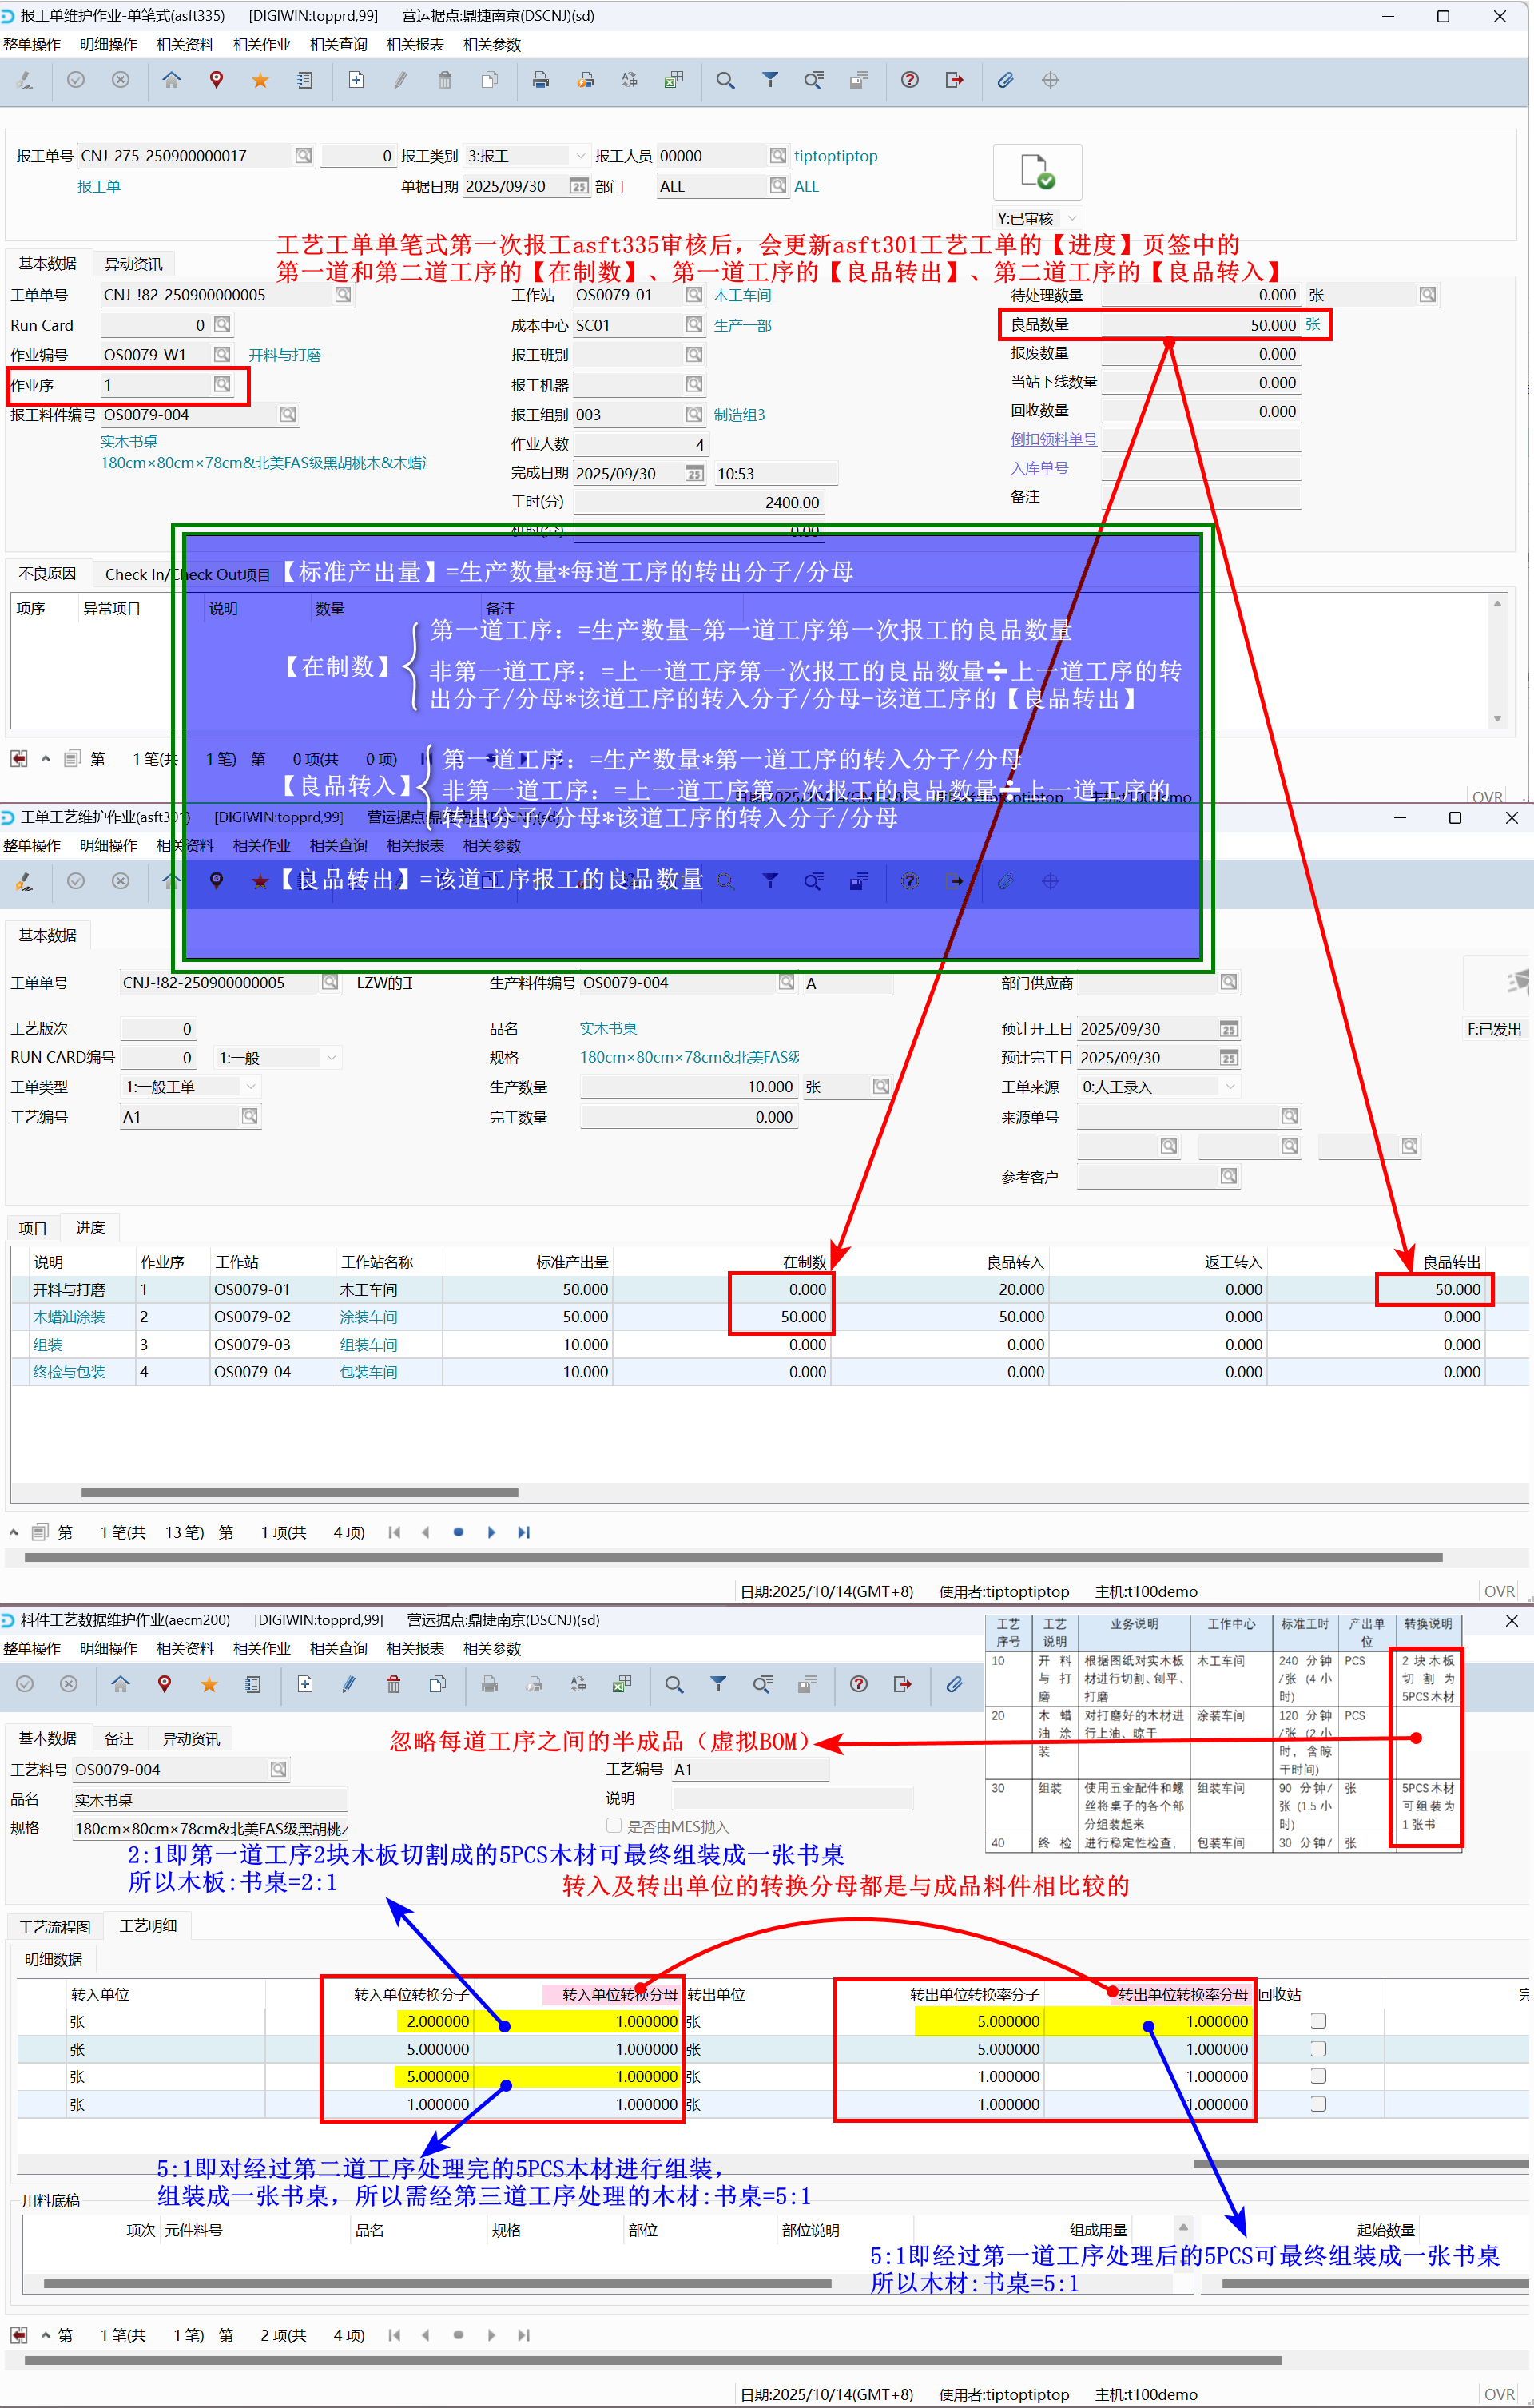 报工单维护作业-单笔式(asft335) [DIGIWIN:topprd,99] 营运据点:鼎捷南京(DSCNJ)(sd)
整单操作 明细操作 相关资料 相关作业 相关查询 相关报表 相关参数
报工单号 CNJ-275-250900000017 0 报工类别 3:报工 报工人员 00000 tiptoptiptop
报工单 单据日期 2025/09/30 部门 ALL ALL
Y:已审核
工艺工单单笔式第一次报工asft335审核后，会更新asft301工艺工单的【进度】页签中的
第一道和第二道工序的【在制数】、第一道工序的【良品转出】、第二道工序的【良品转入】
基本数据 异动资讯
工单单号 CNJ-!82-250900000005 工作站 OS0079-01 木工车间 待处理数量 0.000 张
Run Card 0 成本中心 SC01 生产一部 良品数量 50.000 张
作业编号 OS0079-W1 开料与打磨 报工班别 报废数量 0.000
作业序 1 报工机器 当站下线数量 0.000
报工料件编号 OS0079-004 报工组别 003 制造组3 回收数量 0.000
实木书桌 作业人数 4 倒扣领料单号
180cm×80cm×78cm&北美FAS级黑胡桃木&木蜡 完成日期 2025/09/30 10:53 入库单号
工时(分) 2400.00 备注
机时(分) 0.00
不良原因 Check In/Check Out项目
项序 异常项目 说明 数量 备注
【标准产出量】=生产数量*每道工序的转出分子/分母
【在制数】
第一道工序：=生产数量-第一道工序第一次报工的良品数量
非第一道工序：=上一道工序第一次报工的良品数量÷上一道工序的转
出分子/分母*该道工序的转入分子/分母-该道工序的【良品转出】
【良品转入】
第一道工序：=生产数量*第一道工序的转入分子/分母
非第一道工序：=上一道工序第一次报工的良品数量÷上一道工序的
转出分子/分母*该道工序的转入分子/分母
【良品转出】=该道工序报工的良品数量
第 1 笔(共 1 笔) 第 0 项(共 0 项)
日期:2025/10/14(GMT+8) tiptoptiptop 主机:t100demo OVR
工单工艺维护作业(asft301) [DIGIWIN:topprd,99] 营运据点:鼎捷南京(DSCNJ)(sd)
整单操作 明细操作 相关资料 相关作业 相关查询 相关报表 相关参数
基本数据
工单单号 CNJ-!82-250900000005 LZW的工 生产料件编号 OS0079-004 A 部门供应商
工艺版次 0 品名 实木书桌 预计开工日 2025/09/30 F:已发出
RUN CARD编号 0 1:一般 规格 180cm×80cm×78cm&北美FAS级 预计完工日 2025/09/30
工单类型 1:一般工单 生产数量 10.000 张 工单来源 0:人工录入
工艺编号 A1 完工数量 0.000 来源单号
参考客户
项目 进度
说明 作业序 工作站 工作站名称 标准产出量 在制数 良品转入 返工转入 良品转出
开料与打磨 1 OS0079-01 木工车间 50.000 0.000 20.000 0.000 50.000
木蜡油涂装 2 OS0079-02 涂装车间 50.000 50.000 50.000 0.000 0.000
组装 3 OS0079-03 组装车间 10.000 0.000 0.000 0.000 0.000
终检与包装 4 OS0079-04 包装车间 10.000 0.000 0.000 0.000 0.000
第 1 笔(共 13 笔) 第 1 项(共 4 项)
日期:2025/10/14(GMT+8) 使用者:tiptoptiptop 主机:t100demo OVR
料件工艺数据维护作业(aecm200) [DIGIWIN:topprd,99] 营运据点:鼎捷南京(DSCNJ)(sd)
整单操作 明细操作 相关资料 相关作业 相关查询 相关报表 相关参数
工艺序号 工艺说明 业务说明 工作中心 标准工时 产出单位 转换说明
10 开料与打磨 根据图纸对实木板材进行切割、刨平、打磨 木工车间 240 分钟/张 (4 小时) PCS 2 块木板切割为5PCS木材
20 木蜡油涂装 对打磨好的木材进行上油、晾干 涂装车间 120 分钟/张 (2 小时，含晾干时间) PCS
30 组装 使用五金配件和螺丝将桌子的各个部分组装起来 组装车间 90 分钟/张 (1.5 小时) 张 5PCS木材可组装为1张书
40 终检 进行稳定性检查， 包装车间 30 分钟/ 张
基本数据 备注 异动资讯
忽略每道工序之间的半成品（虚拟BOM）
工艺料号 OS0079-004 工艺编号 A1
品名 实木书桌 说明
规格 180cm×80cm×78cm&北美FAS级黑胡桃木 是否由MES抛入
2:1即第一道工序2块木板切割成的5PCS木材可最终组装成一张书桌
所以木板:书桌=2:1
转入及转出单位的转换分母都是与成品料件相比较的
工艺流程图 工艺明细
明细数据
转入单位 转入单位转换分子 转入单位转换分母 转出单位 转出单位转换率分子 转出单位转换率分母 回收站 完
张 2.000000 1.000000 张 5.000000 1.000000
张 5.000000 1.000000 张 5.000000 1.000000
张 5.000000 1.000000 张 1.000000 1.000000
张 1.000000 1.000000 张 1.000000 1.000000
5:1即对经过第二道工序处理完的5PCS木材进行组装，
组装成一张书桌，所以需经第三道工序处理的木材:书桌=5:1
用料底稿
项次 元件料号 品名 规格 部位 部位说明 组成用量 起始数量
5:1即经过第一道工序处理后的5PCS可最终组装成一张书桌
所以木材:书桌=5:1
第 1 笔(共 1 笔) 第 2 项(共 4 项)
日期:2025/10/14(GMT+8) 使用者:tiptoptiptop 主机:t100demo OVR